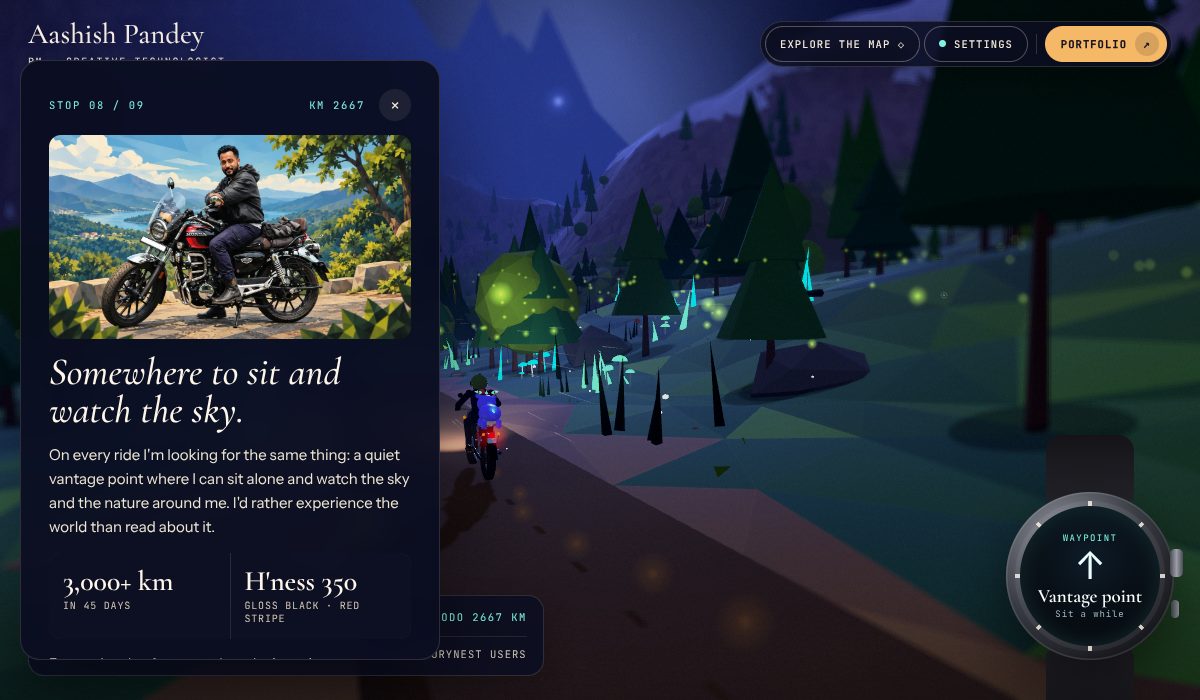 Aashish Pandey
EXPLORE THE MAP ◇
SETTINGS
PORTFOLIO ↗
STOP 08 / 09
KM 2667
×
Somewhere to sit and
watch the sky.
On every ride I'm looking for the same thing: a quiet
vantage point where I can sit alone and watch the sky
and the nature around me. I'd rather experience the
world than read about it.
3,000+ km
IN 45 DAYS
H'ness 350
GLOSS BLACK · RED
STRIPE
ODO 2667 KM
USERS
WAYPOINT
Vantage point
Sit a while